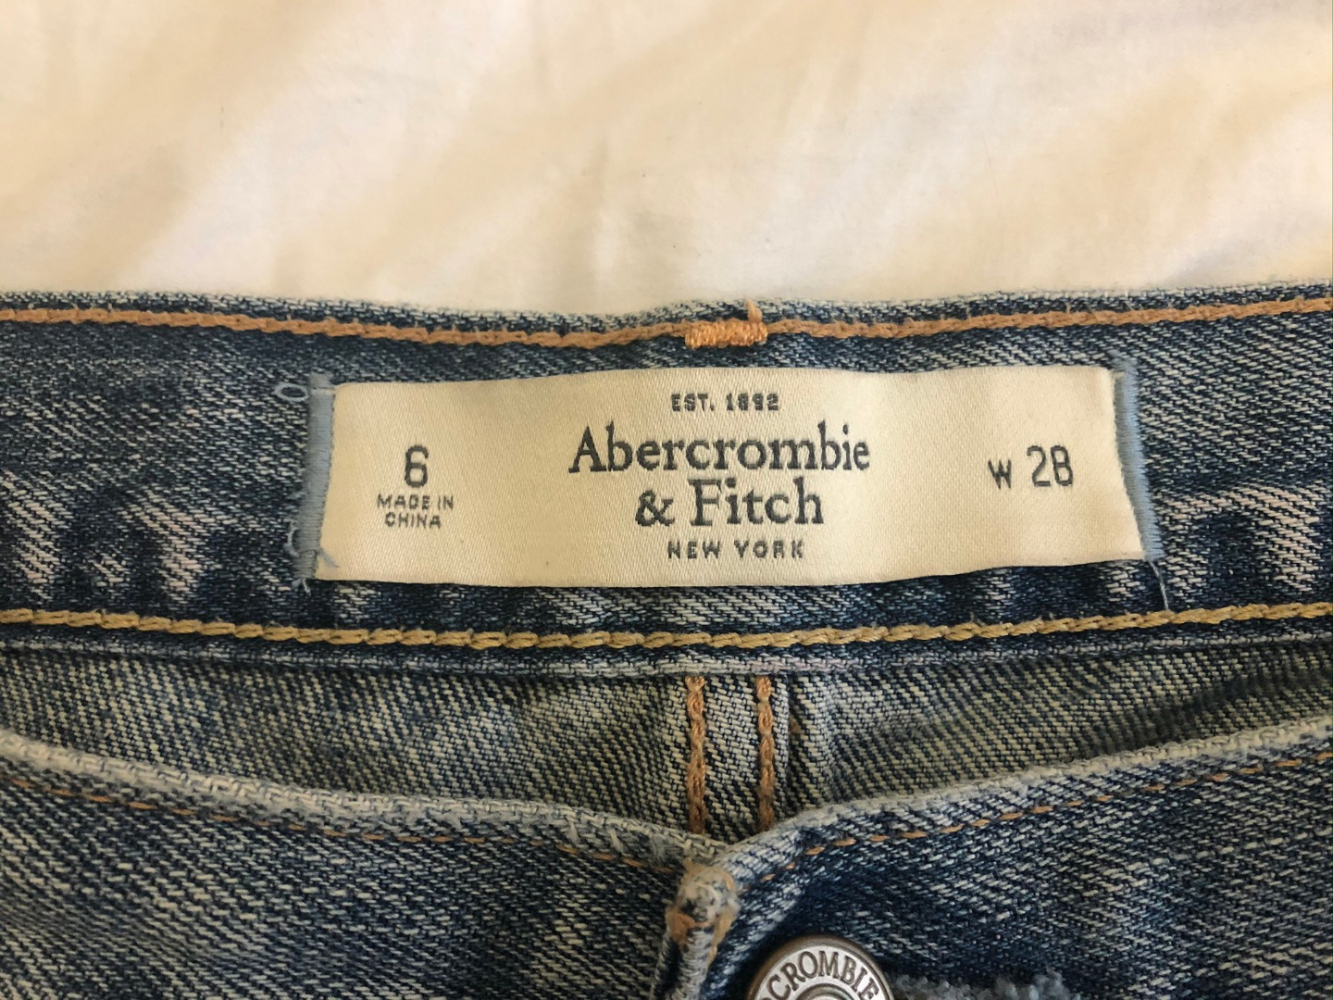 EST. 1892
Abercrombie
& Fitch
NEW YORK
6
MADE IN
CHINA
W 28
CROMBIE